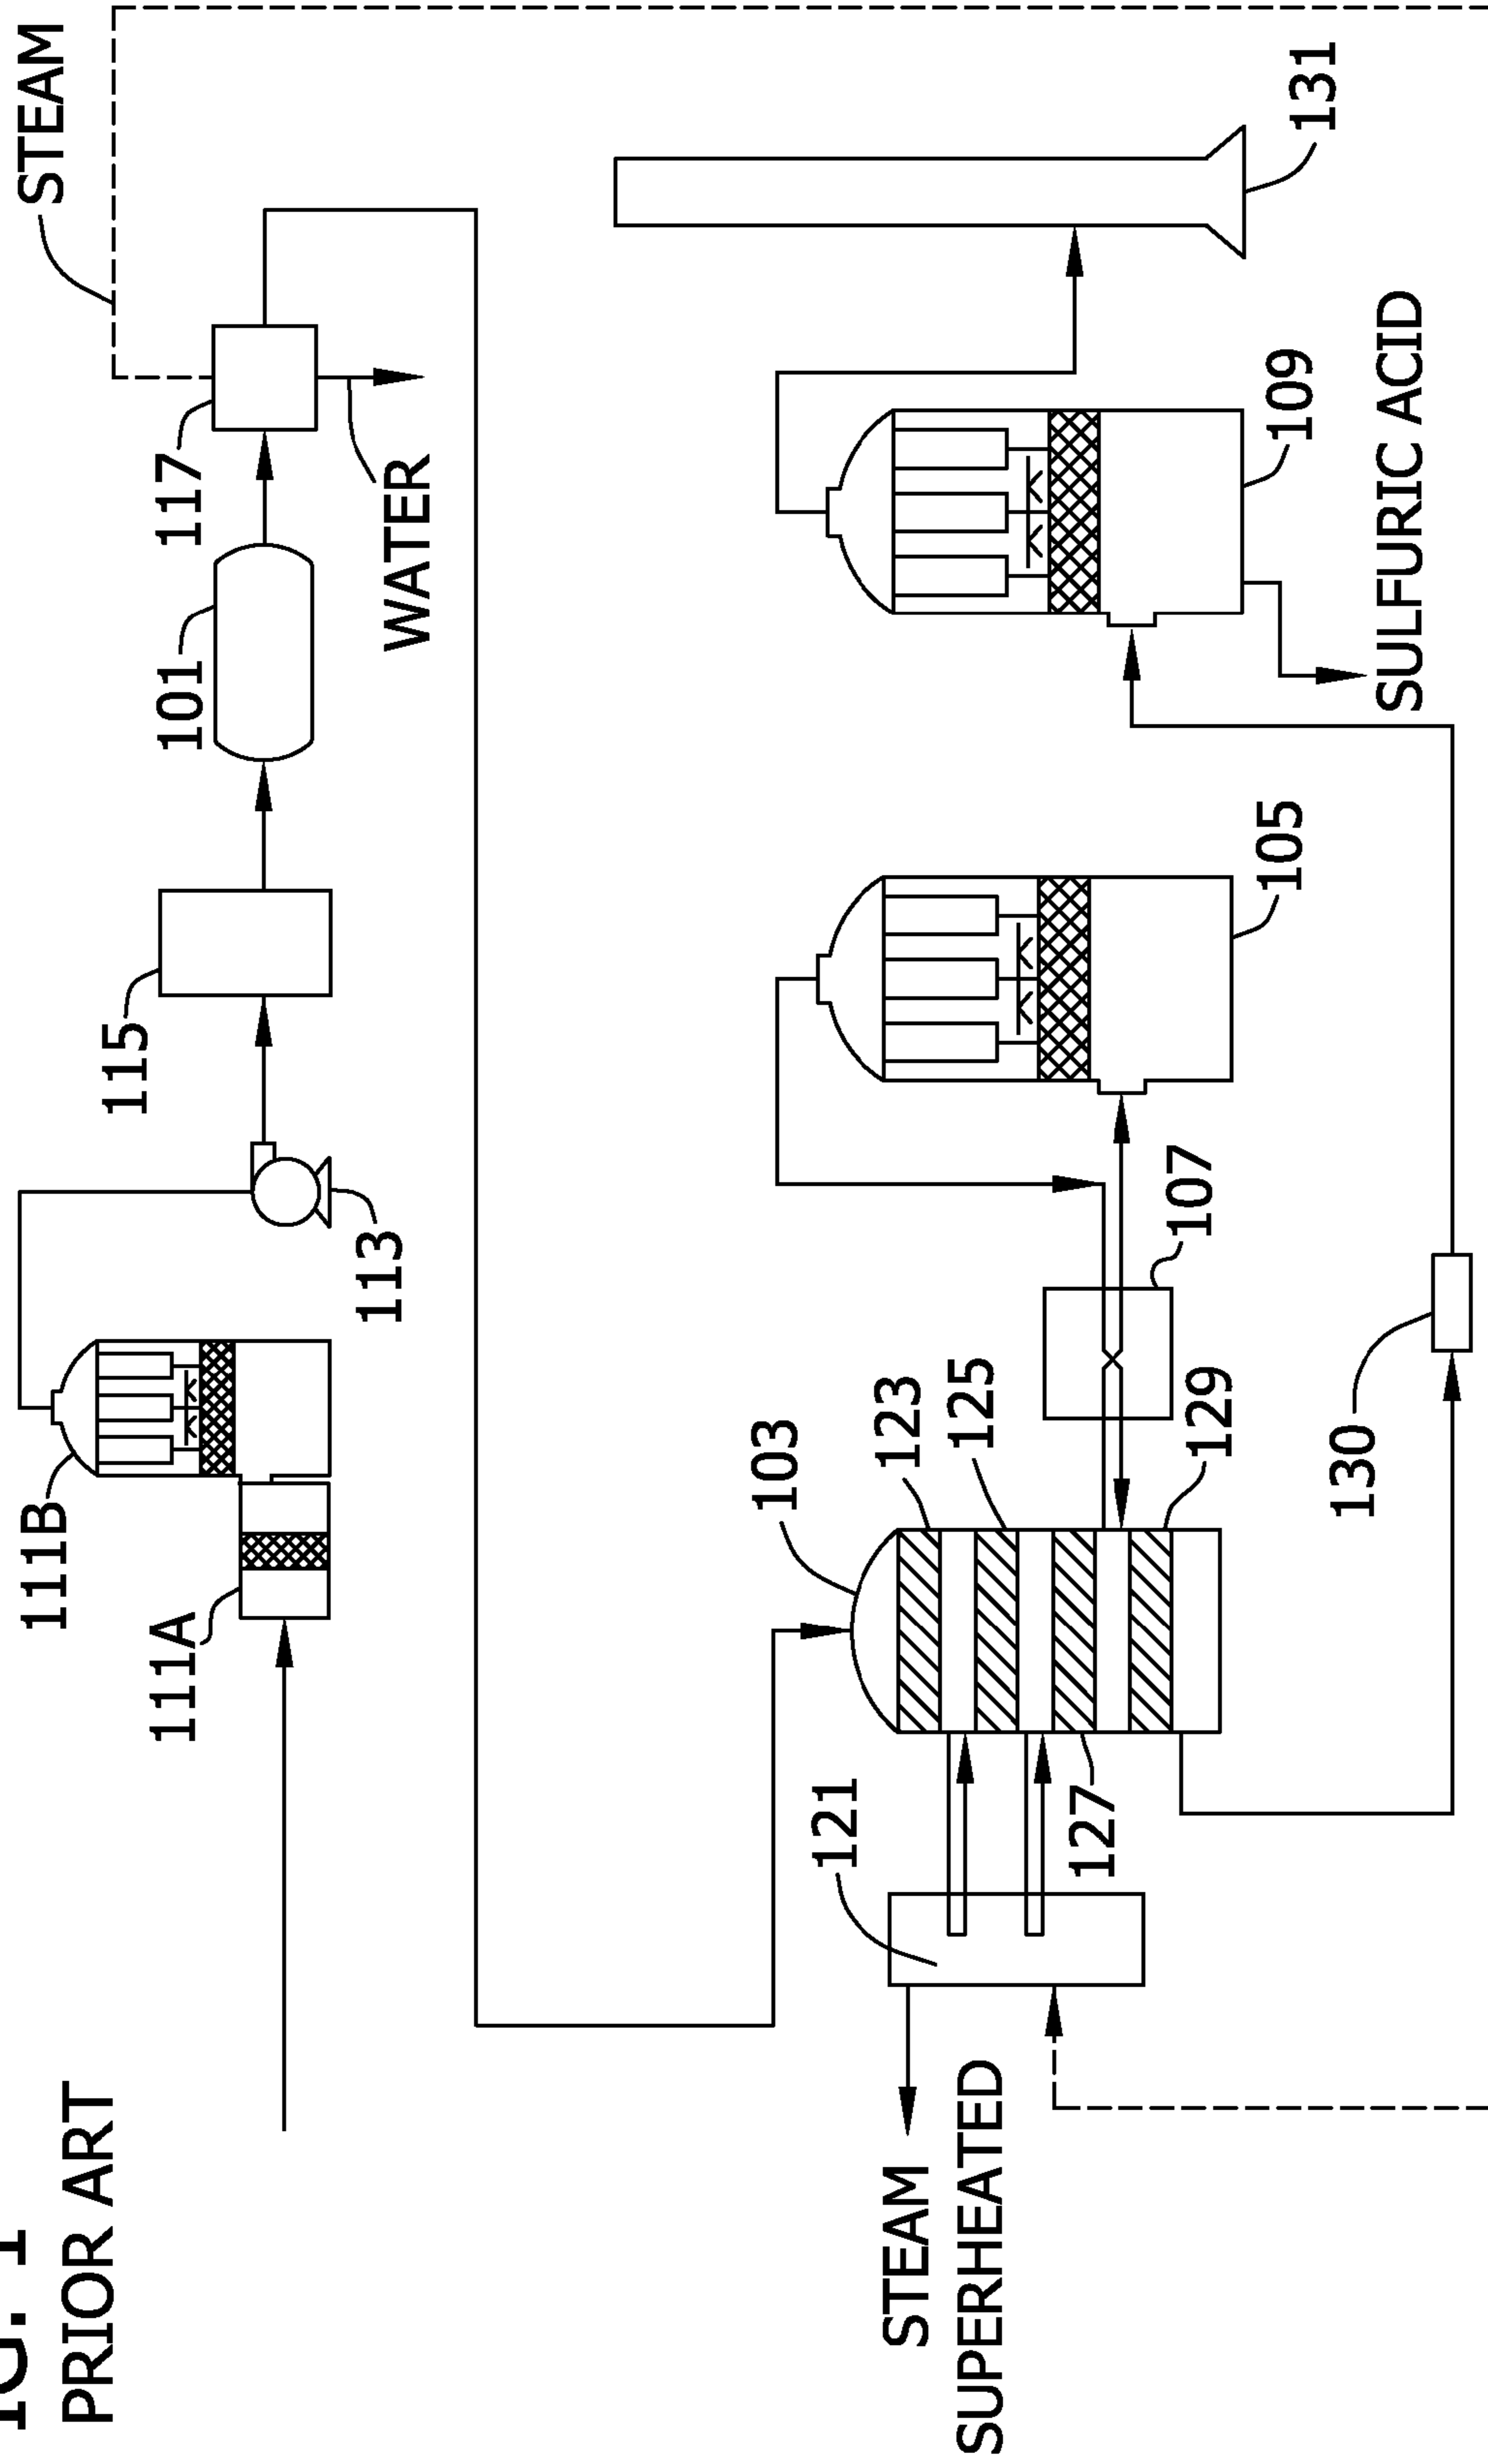 PRIOR ART
111B
STEAM
115
111A
101
117
113
WATER
103
121
123
STEAM
SUPERHEATED
125
127
107
129
105
109
131
130
SULFURIC ACID